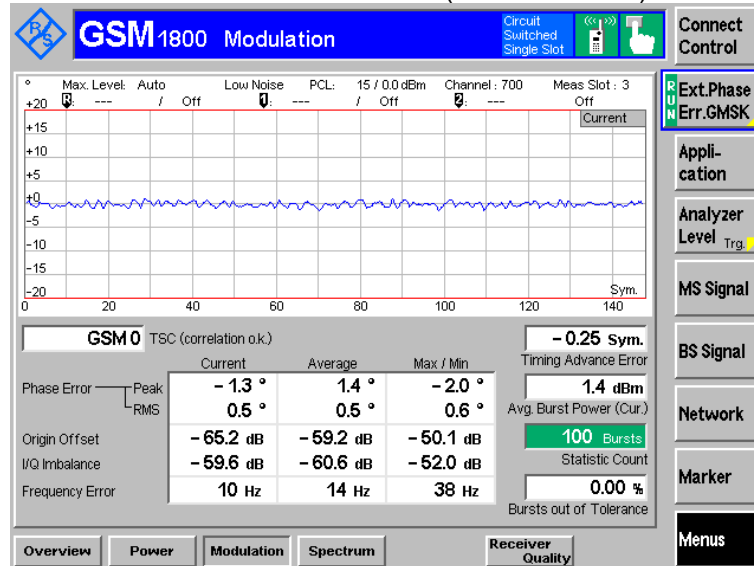 R/S GSM 1800 Modulation Circuit Switched Single Slot
Connect Control
° Max. Level: Auto Low Noise PCL: 15 / 0.0 dBm Channel : 700 Meas Slot : 3
+20 R: --- / Off 1: --- / Off 2: --- Off
Current
RUN Ext.Phase Err.GMSK
+15
+10
+5
±0
-5
-10
-15
-20 Sym.
0 20 40 60 80 100 120 140
Appli-
cation
Analyzer
Level Trg.
MS Signal
BS Signal
Network
Marker
Menus
GSM 0 TSC (correlation o.k.) - 0.25 Sym.
Timing Advance Error
Current Average Max / Min
Phase Error Peak - 1.3 ° 1.4 ° - 2.0 ° 1.4 dBm
RMS 0.5 ° 0.5 ° 0.6 ° Avg. Burst Power (Cur.)
Origin Offset - 65.2 dB - 59.2 dB - 50.1 dB 100 Bursts
I/Q Imbalance - 59.6 dB - 60.6 dB - 52.0 dB Statistic Count
Frequency Error 10 Hz 14 Hz 38 Hz 0.00 %
Bursts out of Tolerance
Overview Power Modulation Spectrum Receiver Quality